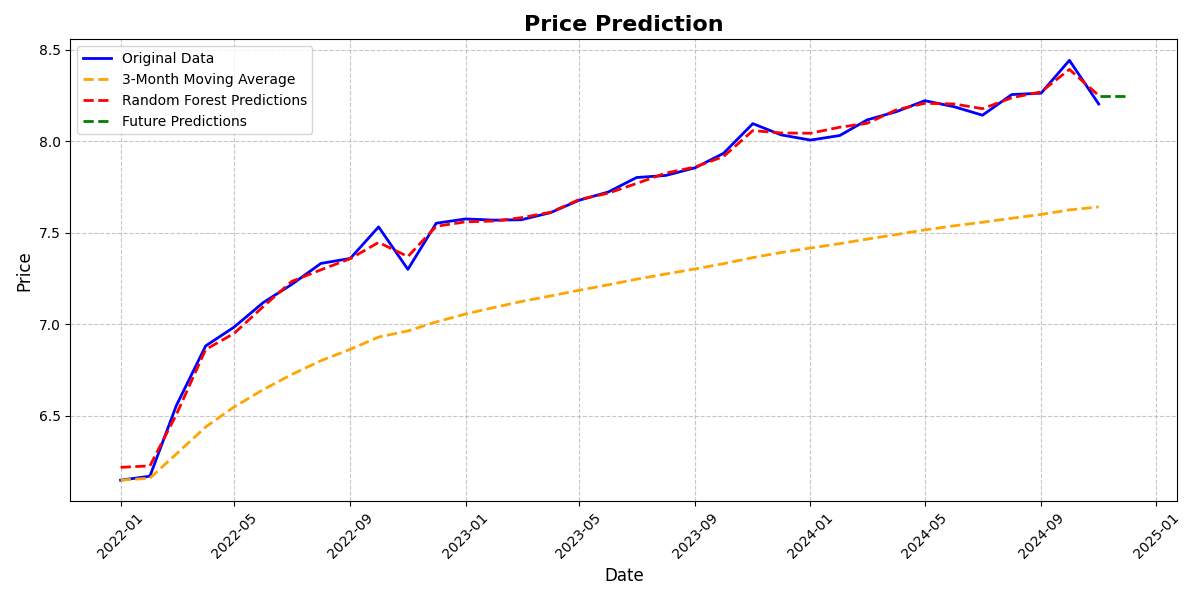 Price Prediction
Original Data
3-Month Moving Average
Random Forest Predictions
Future Predictions
8.5
8.0
7.5
7.0
6.5
Price
2022-01
2022-05
2022-09
2023-01
2023-05
2023-09
2024-01
2024-05
2024-09
2025-01
Date